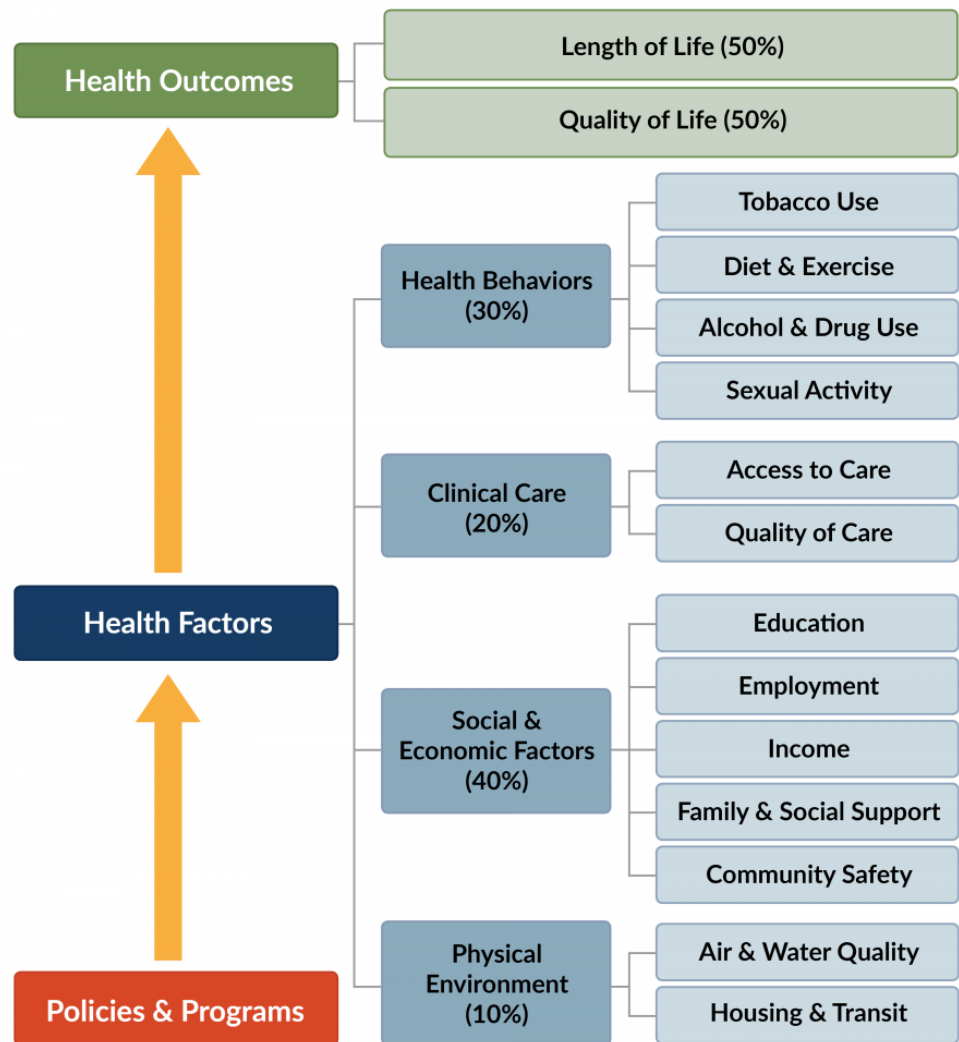 Health Outcomes
Length of Life (50%)
Quality of Life (50%)
Health Factors
Health Behaviors
(30%)
Tobacco Use
Diet & Exercise
Alcohol & Drug Use
Sexual Activity
Clinical Care
(20%)
Access to Care
Quality of Care
Social &
Economic Factors
(40%)
Education
Employment
Income
Family & Social Support
Community Safety
Physical
Environment
(10%)
Air & Water Quality
Housing & Transit
Policies & Programs